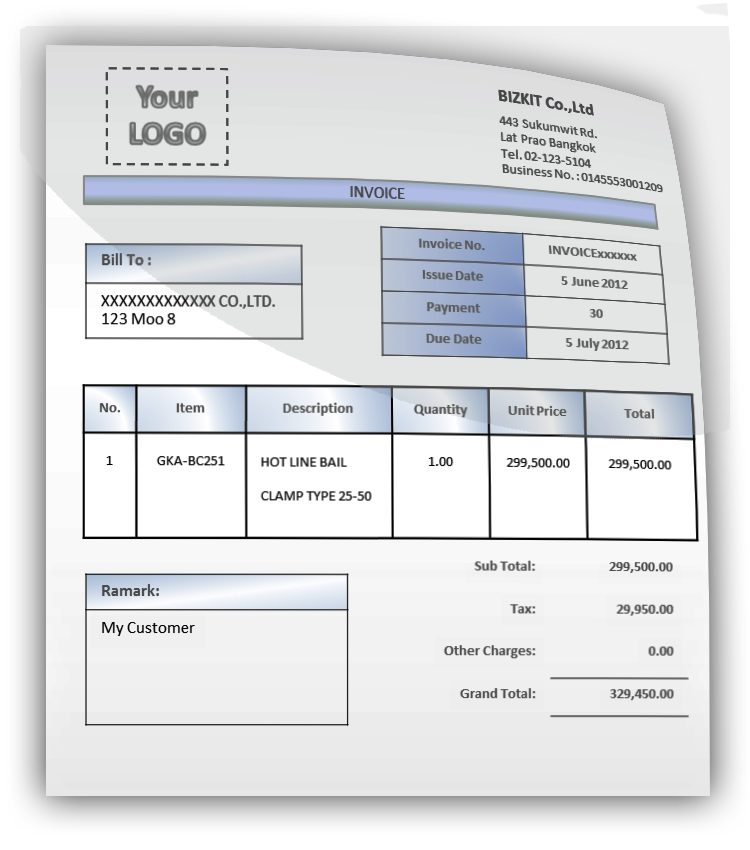 Your
LOGO
BIZKIT Co.,Ltd
443 Sukumwit Rd.
Lat Prao Bangkok
Tel. 02-123-5104
Business No. : 0145553001209
INVOICE
Bill To :
XXXXXXXXXXXXX CO.,LTD.
123 Moo 8
Invoice No. INVOICExxxxxx
Issue Date 5 June 2012
Payment 30
Due Date 5 July 2012
No. Item Description Quantity Unit Price Total
1 GKA-BC251 HOT LINE BAIL 1.00 299,500.00 299,500.00
CLAMP TYPE 25-50
Sub Total: 299,500.00
Tax: 29,950.00
Other Charges: 0.00
Grand Total: 329,450.00
Ramark:
My Customer